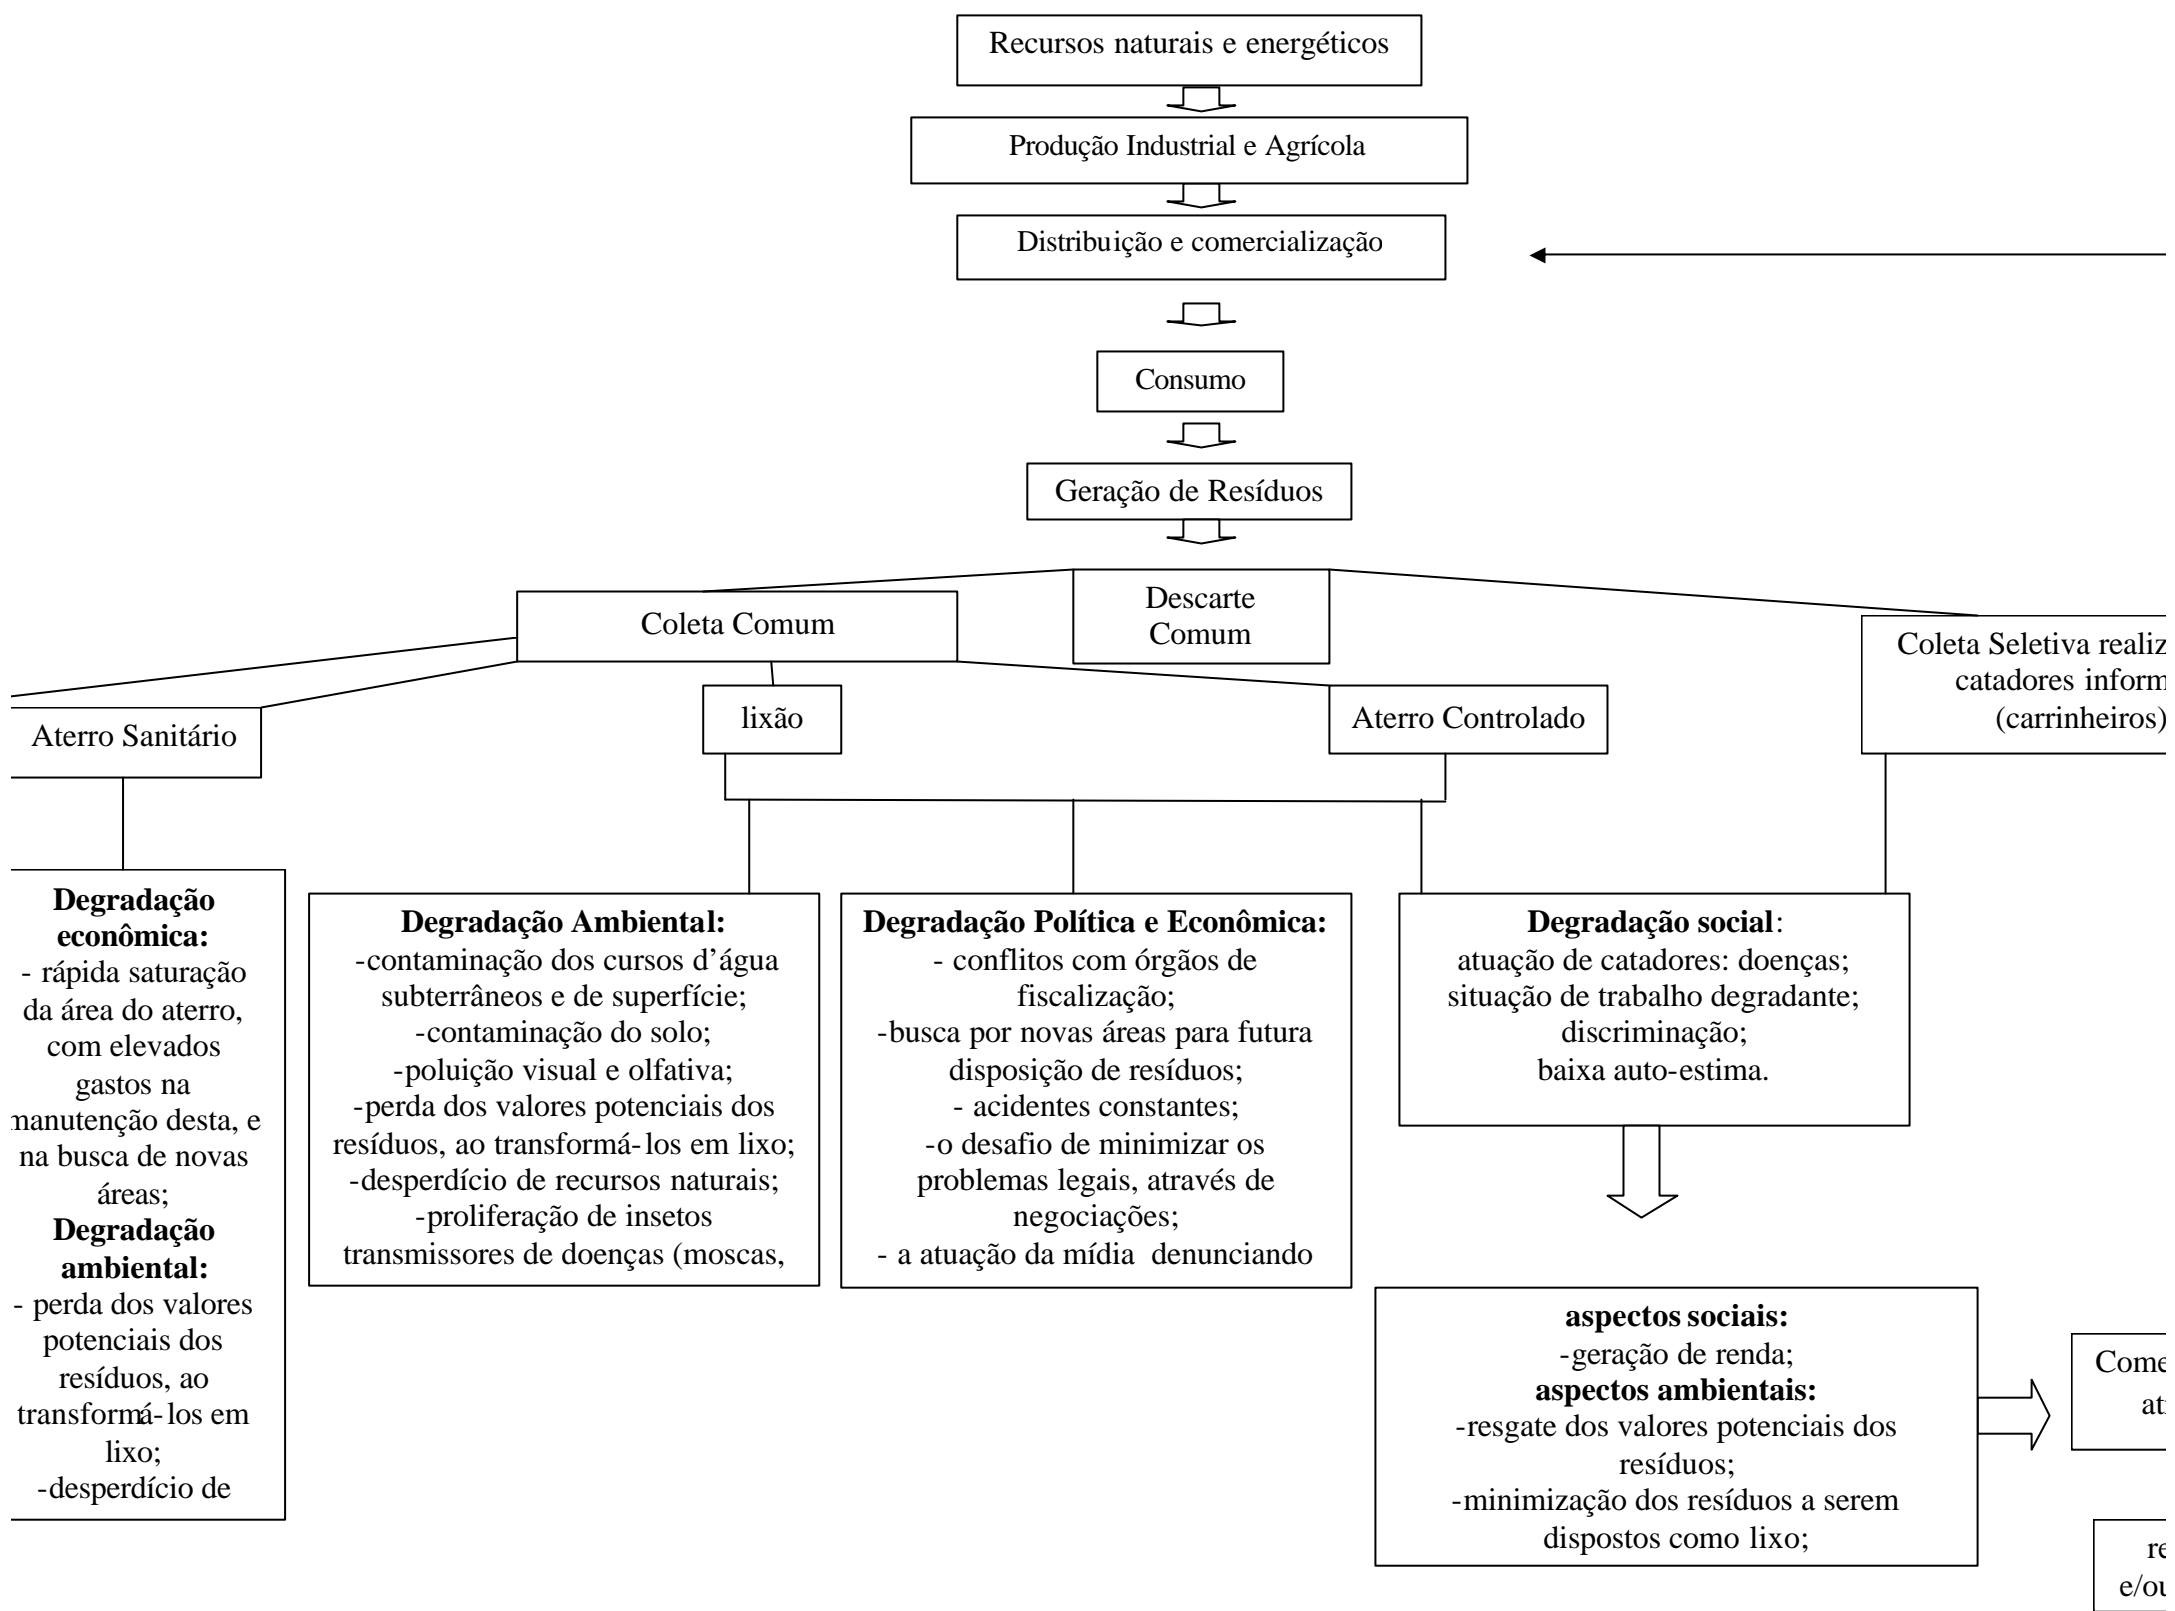 Recursos naturais e energéticos
Produção Industrial e Agrícola
Distribuição e comercialização
Consumo
Geração de Resíduos
Descarte
Comum
Coleta Comum
Coleta Seletiva
catadores
(carrinheiros)
Aterro Sanitário
lixão
Aterro Controlado
Degradação
econômica:
- rápida saturação
da área do aterro,
com elevados
gastos na
manutenção desta, e
na busca de novas
áreas;
Degradação
ambiental:
- perda dos valores
potenciais dos
resíduos, ao
transformá-los em
lixo;
-desperdício de
Degradação Ambiental:
-contaminação dos cursos d’água
subterrâneos e de superfície;
-contaminação do solo;
-poluição visual e olfativa;
-perda dos valores potenciais dos
resíduos, ao transformá-los em lixo;
-desperdício de recursos naturais;
-proliferação de insetos
transmissores de doenças (moscas,
Degradação Política e Econômica:
- conflitos com órgãos de
fiscalização;
-busca por novas áreas para futura
disposição de resíduos;
- acidentes constantes;
-o desafio de minimizar os
problemas legais, através de
negociações;
- a atuação da mídia denunciando
Degradação social:
atuação de catadores: doenças;
situação de trabalho degradante;
discriminação;
baixa auto-estima.
aspectos sociais:
-geração de renda;
aspectos ambientais:
-resgate dos valores potenciais dos
resíduos;
-minimização dos resíduos a serem
dispostos como lixo;
e/ou